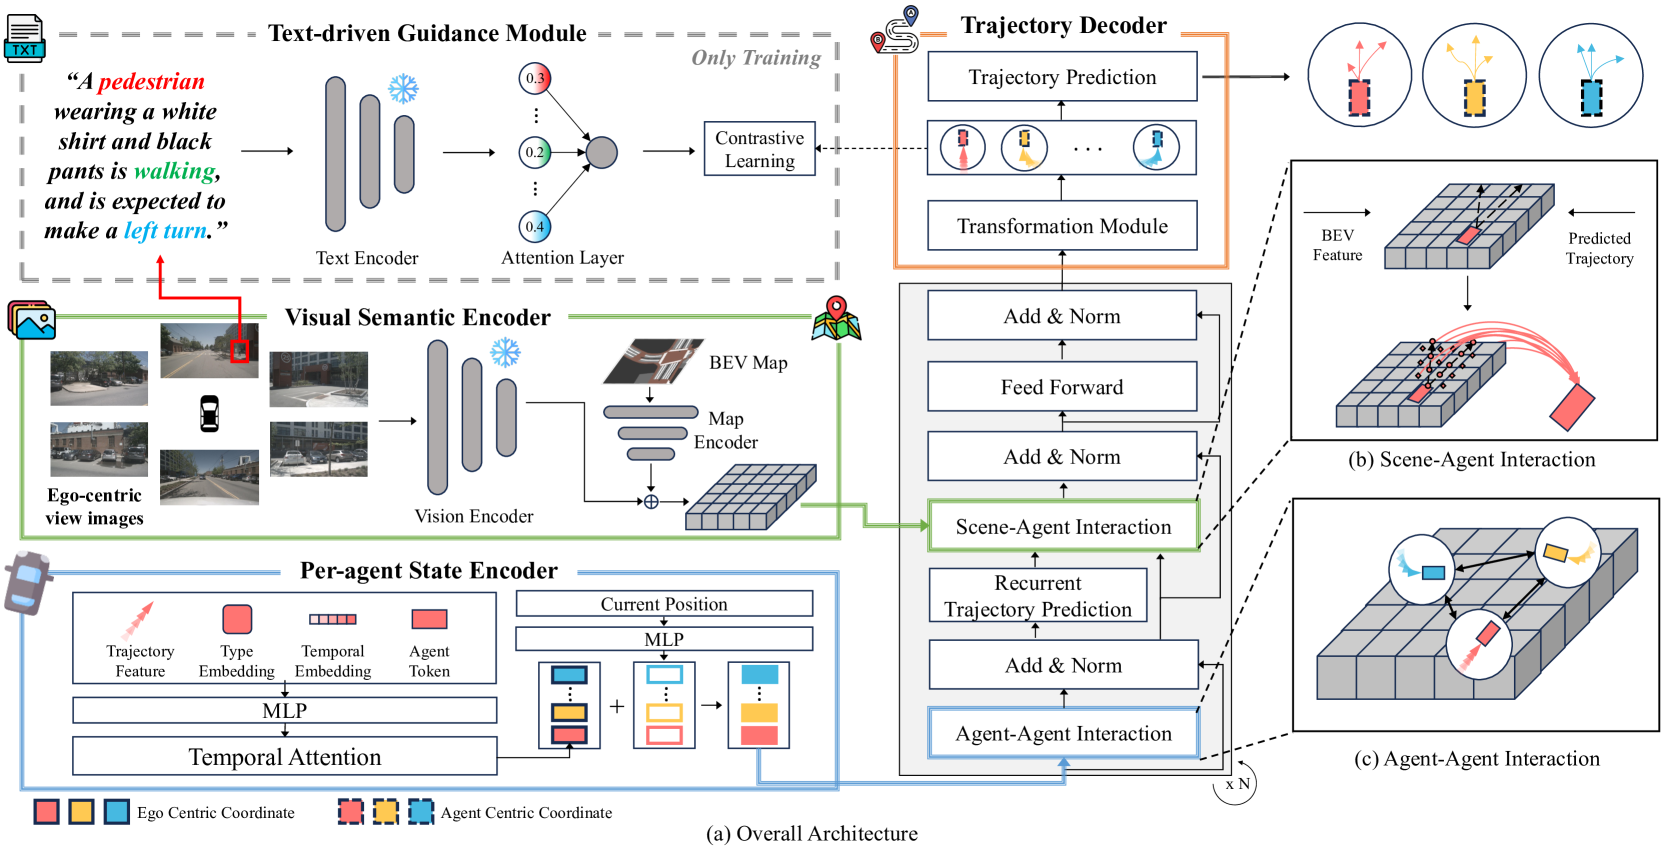 TXT
Text-driven Guidance Module
Only Training
“A pedestrian
wearing a white
shirt and black
pants is walking,
and is expected to
make a left turn.”
Text Encoder
0.3
0.2
0.4
Attention Layer
Contrastive
Learning
Visual Semantic Encoder
Ego-centric
view images
Vision Encoder
BEV Map
Map
Encoder
Per-agent State Encoder
Trajectory
Feature
Type
Embedding
Temporal
Embedding
Agent
Token
MLP
Temporal Attention
Current Position
MLP
+
Ego Centric Coordinate
Agent Centric Coordinate
B
A
Trajectory Decoder
Trajectory Prediction
Transformation Module
Add & Norm
Feed Forward
Add & Norm
Scene-Agent Interaction
Recurrent
Trajectory Prediction
Add & Norm
Agent-Agent Interaction
x N
BEV
Feature
Predicted
Trajectory
(b) Scene-Agent Interaction
(c) Agent-Agent Interaction
(a) Overall Architecture